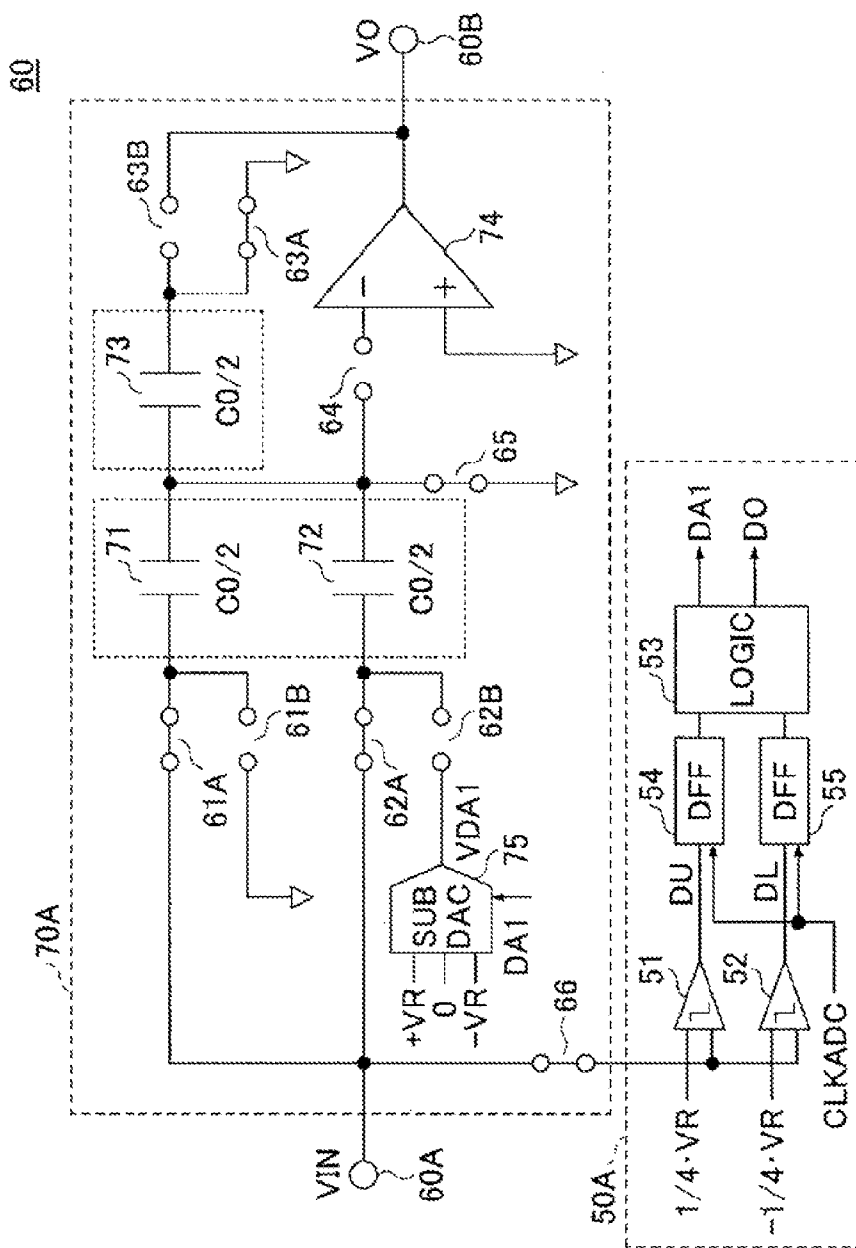 60
70A
VIN
60A
61A
61B
62A
62B
71
C0/2
72
C0/2
73
C0/2
63B
63A
64
65
74
−
+
VO
60B
+VR
0
−VR
SUB
DAC
DA1
VDA1
75
66
50A
1/4·VR
−1/4·VR
CLKADC
51
52
DU
DL
54
DFF
DFF
55
53
LOGIC
DA1
DO